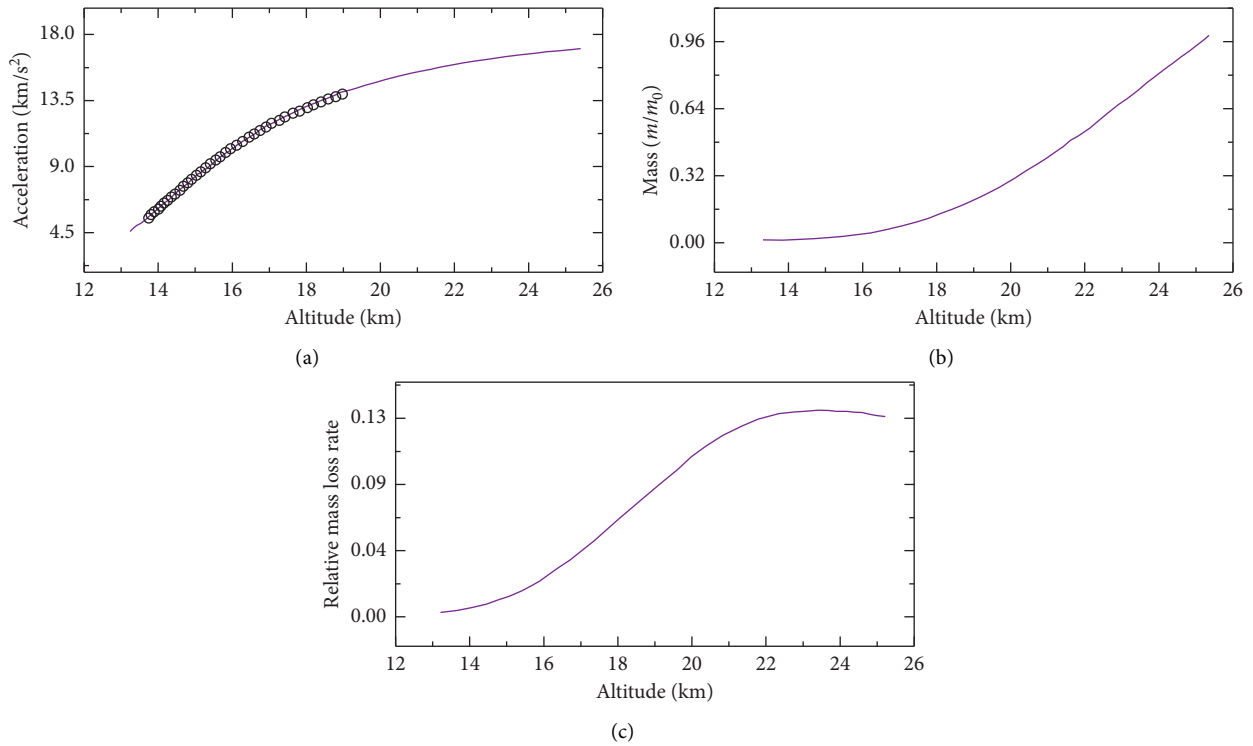 18.0
13.5
9.0
4.5
Acceleration (km/s²)
12 14 16 18 20 22 24 26
Altitude (km)
(a)
0.96
0.64
0.32
0.00
Mass (m/m₀)
12 14 16 18 20 22 24 26
Altitude (km)
(b)
0.13
0.09
0.04
0.00
Relative mass loss rate
12 14 16 18 20 22 24 26
Altitude (km)
(c)